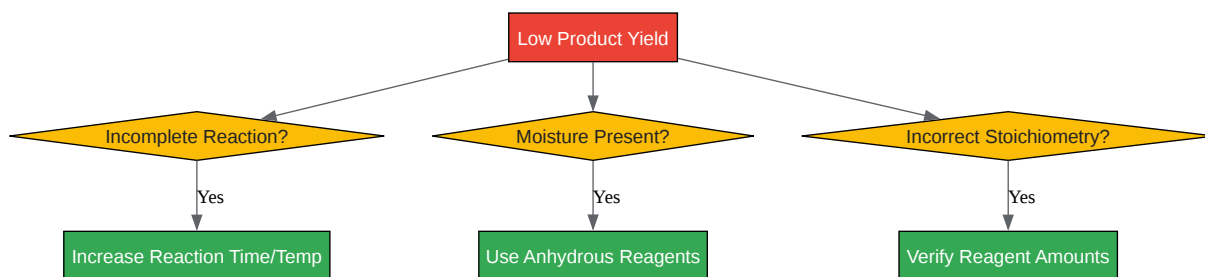 Low Product Yield
Incomplete Reaction?
Moisture Present?
Incorrect Stoichiometry?
Yes
Yes
Yes
Increase Reaction Time/Temp
Use Anhydrous Reagents
Verify Reagent Amounts